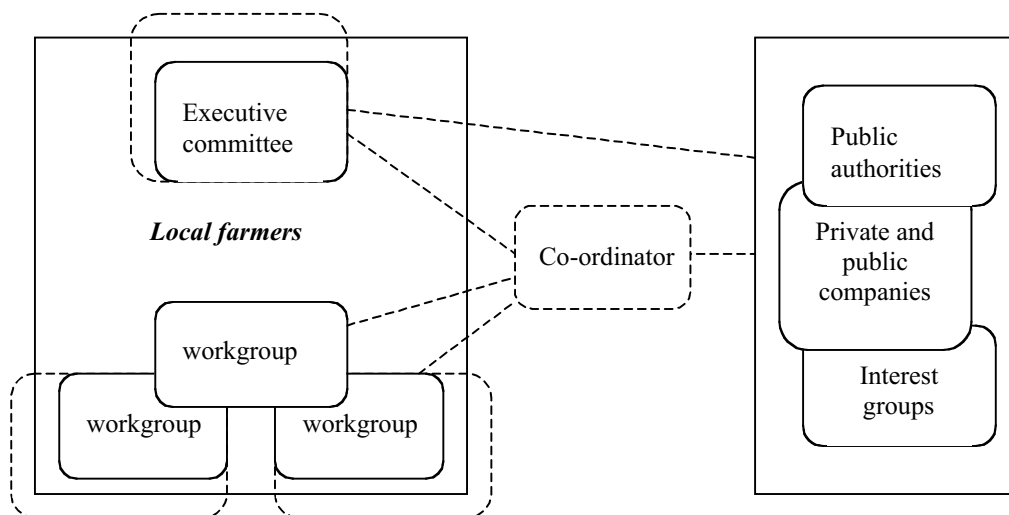 Executive
committee
Local farmers
workgroup
workgroup
workgroup
Co-ordinator
Public
authorities
Private and
public
companies
Interest
groups